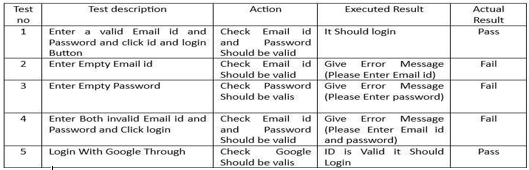 Test no Test description Action Executed Result Actual Result
1 Enter a valid Email id and Password and click id and login Button Check Email id and Password Should be valid It Should login Pass
2 Enter Empty Email id Check Email id Should be valid Give Error Message (Please Enter Email id) Fail
3 Enter Empty Password Check Password Should be valis Give Error Message (Please Enter password) Fail
4 Enter Both invalid Email id and Password and Click login Check Email id and Password Should be valid Give Error Message (Please Enter Email id and password) Fail
5 Login With Google Through Check Google Should be valis ID is Valid it Should Login Pass